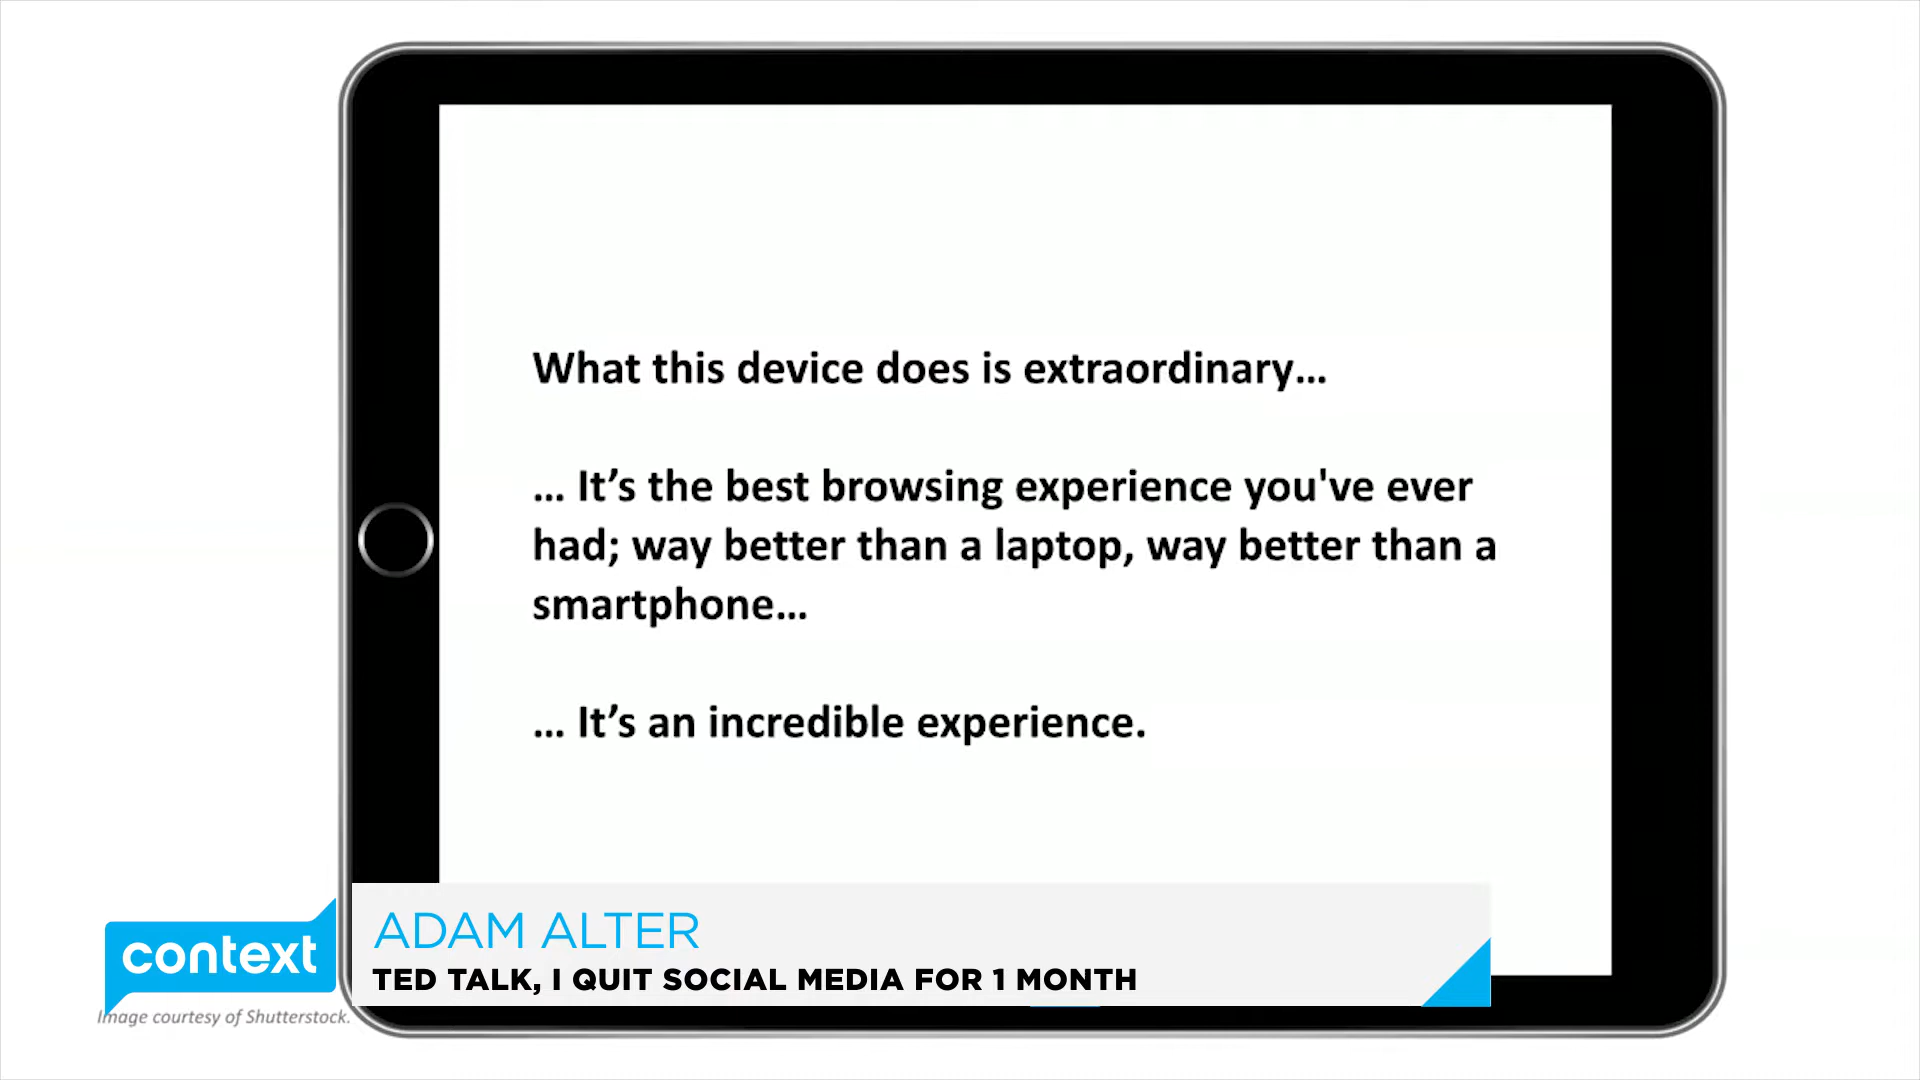 What this device does is extraordinary...
... It’s the best browsing experience you've ever
had; way better than a laptop, way better than a
smartphone...
... It’s an incredible experience.
context
ADAM ALTER
TED TALK, I QUIT SOCIAL MEDIA FOR 1 MONTH
Image courtesy of Shutterstock.